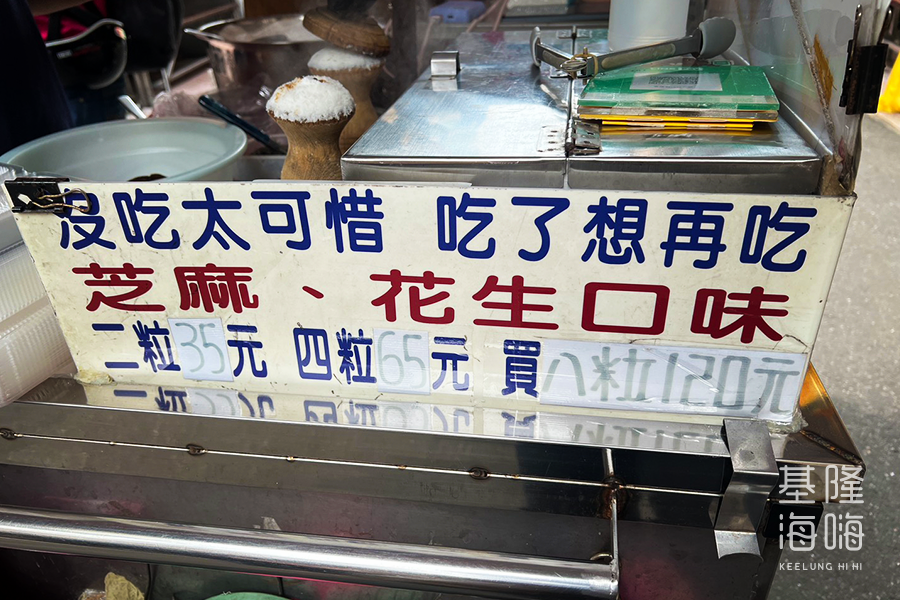 沒吃太可惜 吃了想再吃
芝麻、花生口味
二粒35元 四粒65元 買八粒120元
基隆
海嗨
KEELUNG HI HI